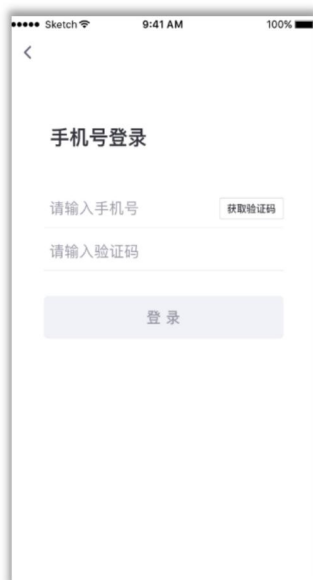 Sketch 9:41 AM 100%
手机号登录
请输入手机号 获取验证码
请输入验证码
登 录